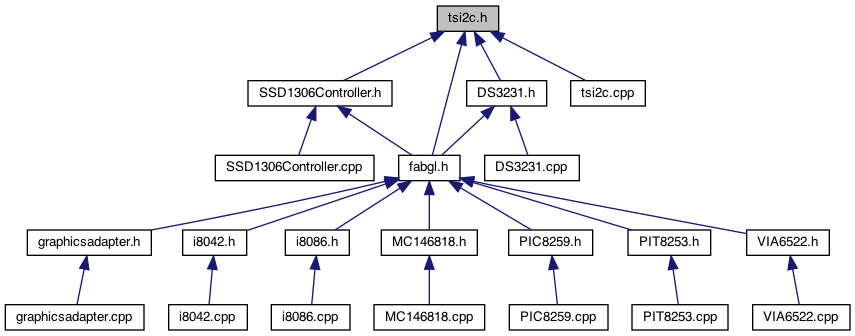 tsi2c.h
SSD1306Controller.h
DS3231.h
tsi2c.cpp
SSD1306Controller.cpp
fabgl.h
DS3231.cpp
graphicsadapter.h
i8042.h
i8086.h
MC146818.h
PIC8259.h
PIT8253.h
VIA6522.h
graphicsadapter.cpp
i8042.cpp
i8086.cpp
MC146818.cpp
PIC8259.cpp
PIT8253.cpp
VIA6522.cpp